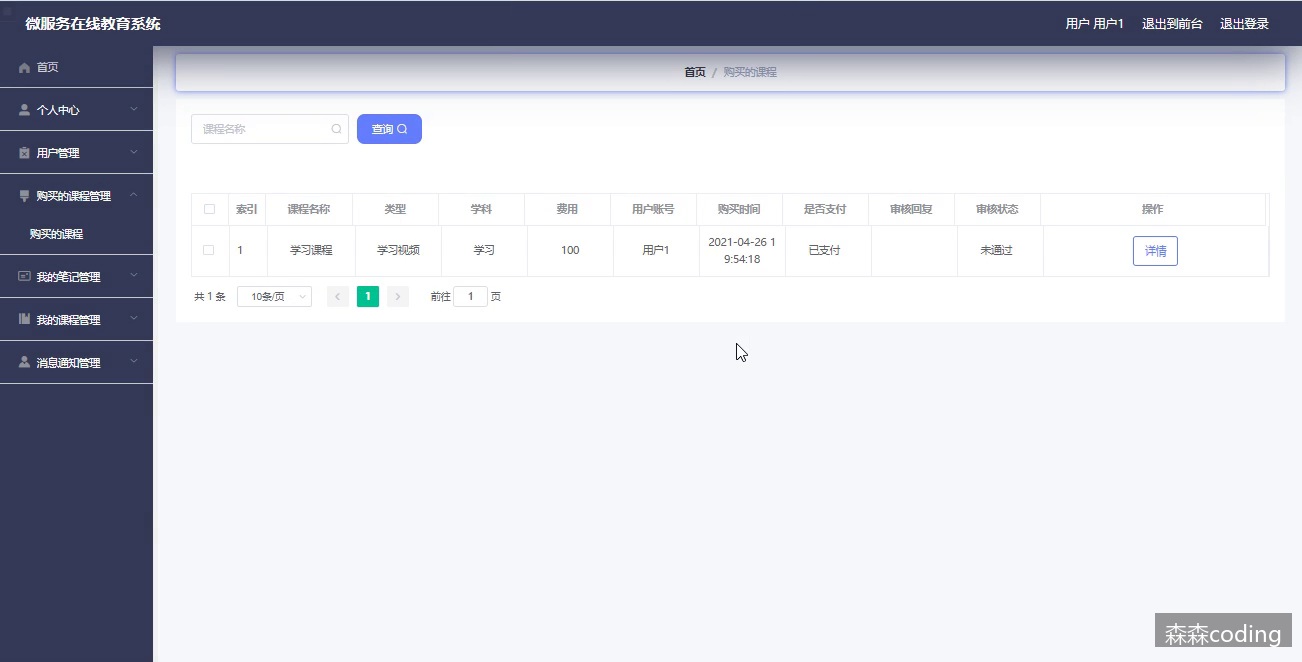 微服务在线教育系统
用户 用户1 退出到前台 退出登录
首页
个人中心
用户管理
购买的课程管理
购买的课程
我的笔记管理
我的课程管理
消息通知管理
首页 / 购买的课程
课程名称 查询
索引 课程名称 类型 学科 费用 用户账号 购买时间 是否支付 审核回复 审核状态 操作
1 学习课程 学习视频 学习 100 用户1 2021-04-26 1 已支付 未通过 详情
9:54:18
共 1 条 10条/页 1 前往 1 页
森森coding